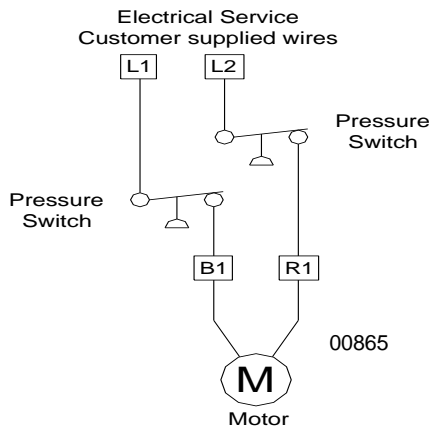 Electrical Service
Customer supplied wires
L1
L2
Pressure
Switch
Pressure
Switch
B1
R1
00865
M
Motor